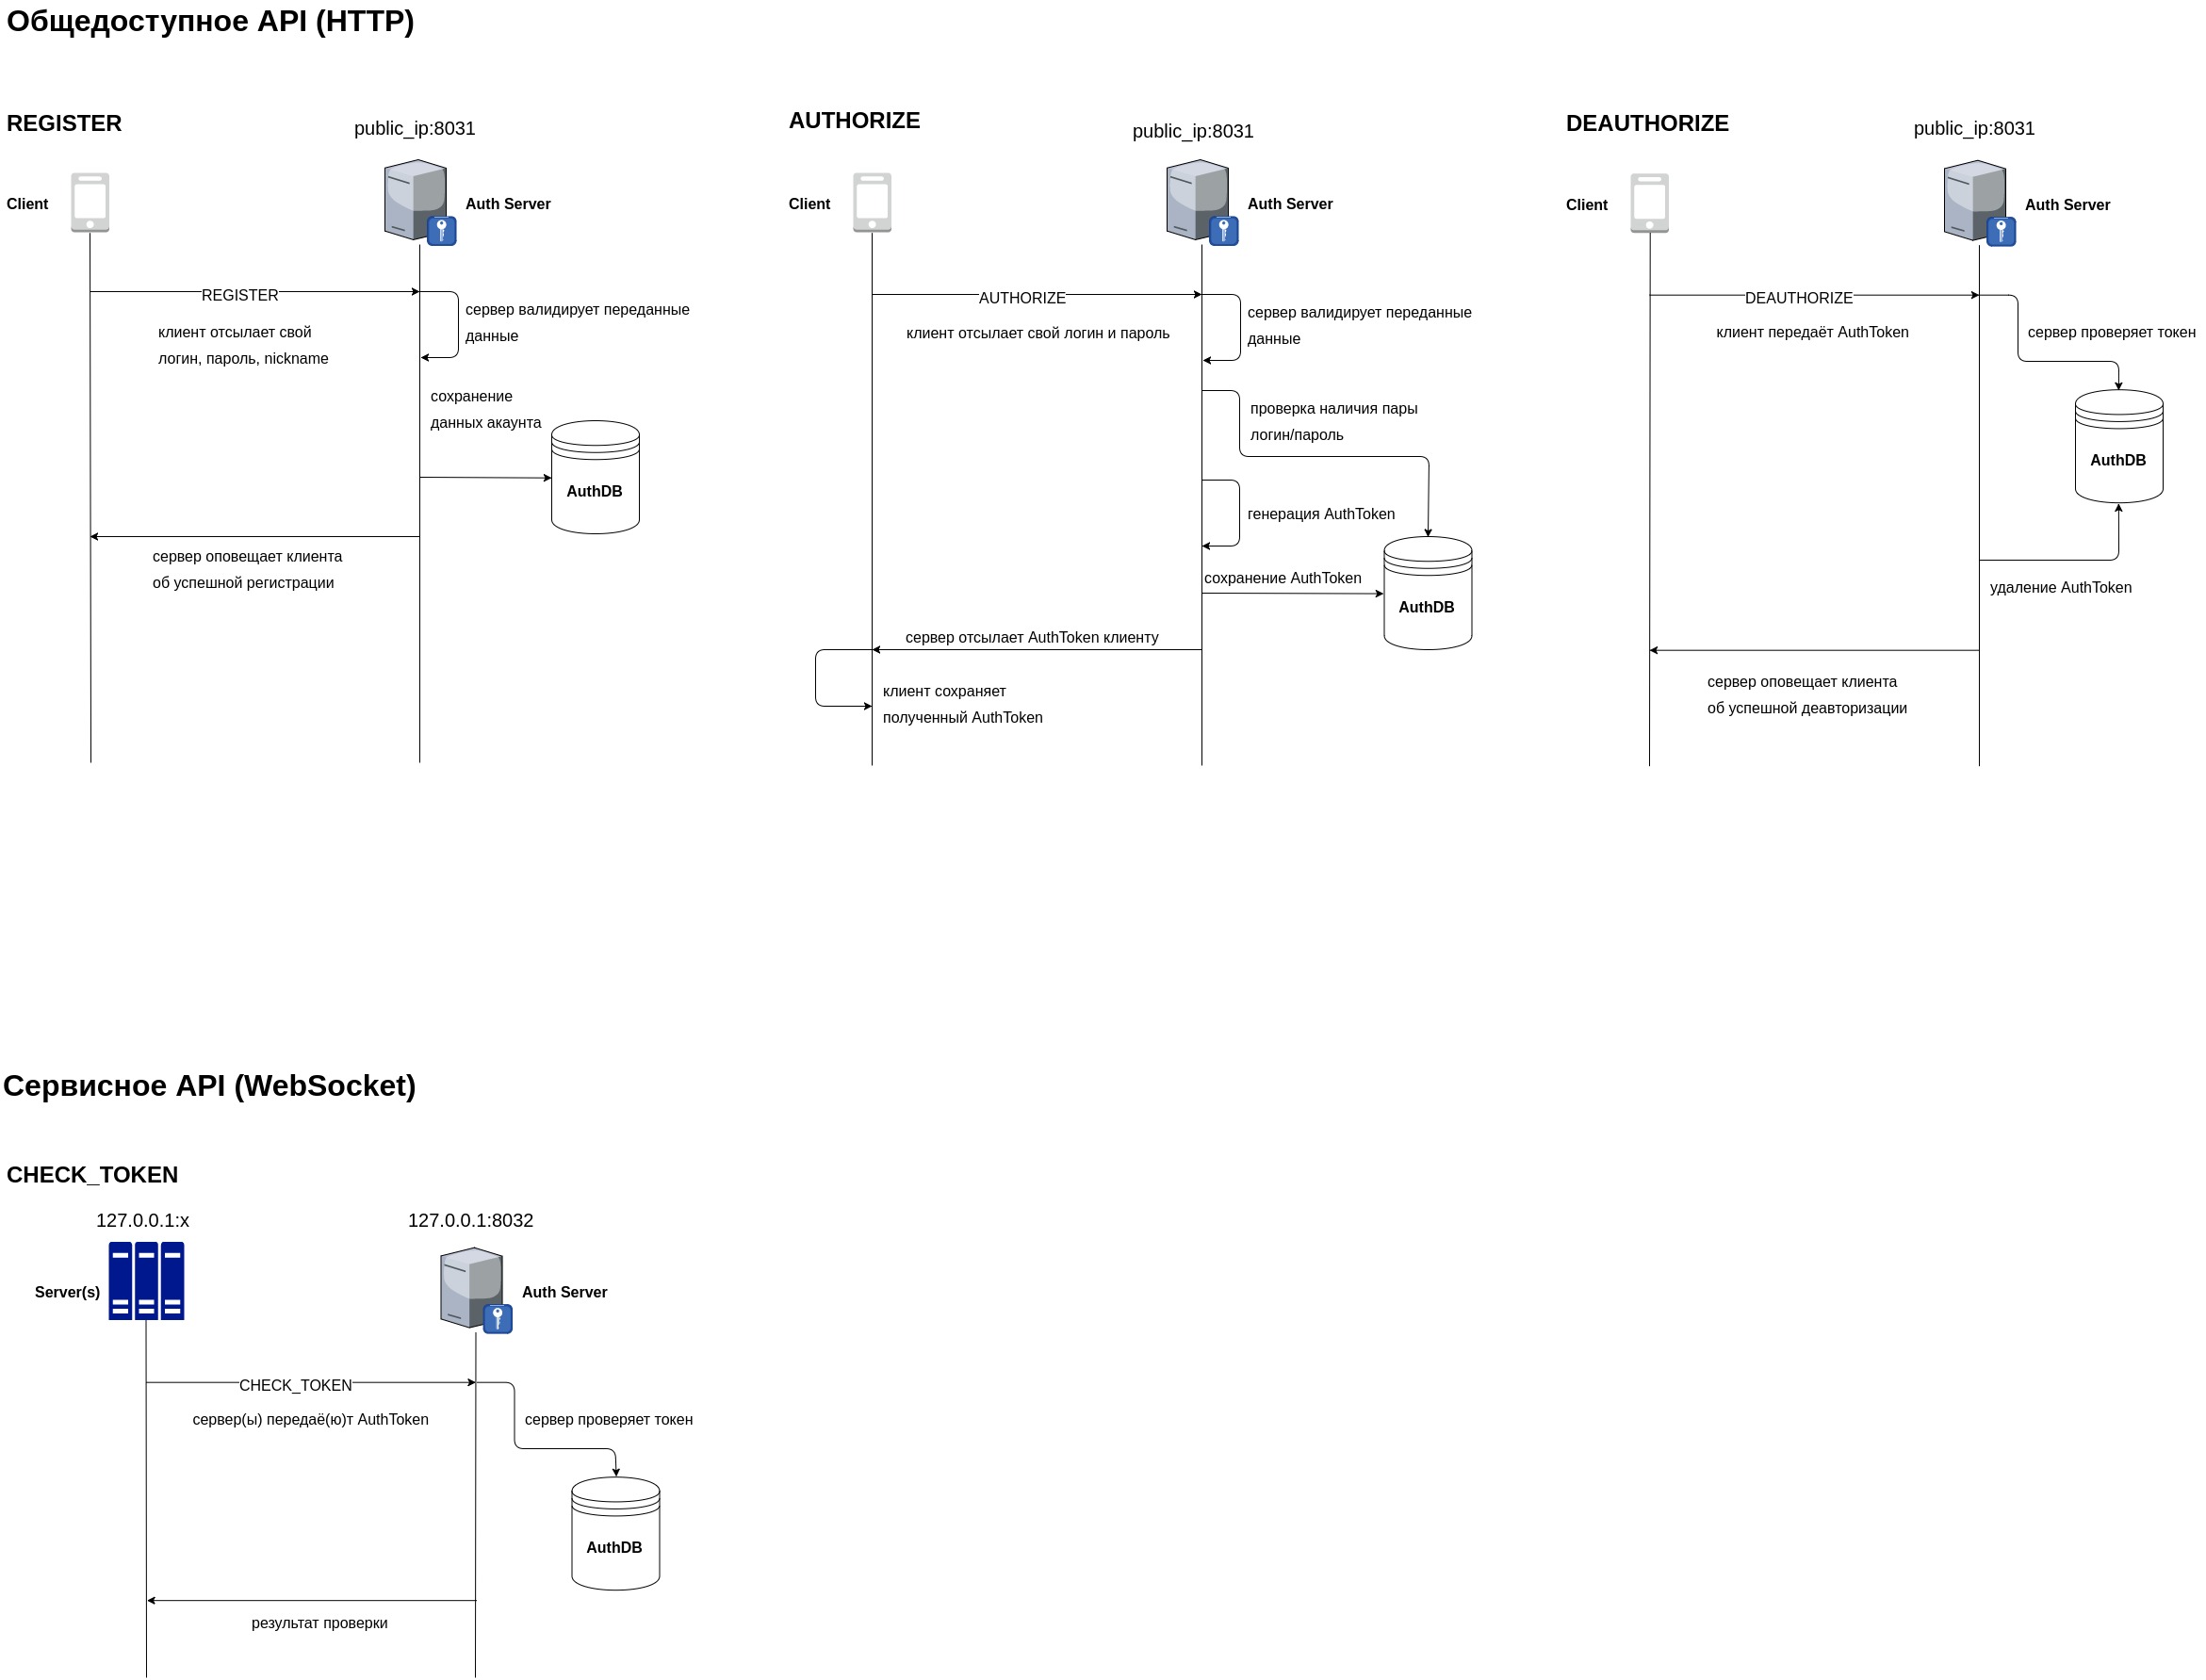 Общедоступное API (HTTP)
REGISTER
public_ip:8031
Client
Auth Server
REGISTER
клиент отсылает свой
логин, пароль, nickname
сервер валидирует переданные
данные
сохранение
данных акаунта
AuthDB
сервер оповещает клиента
об успешной регистрации
AUTHORIZE
public_ip:8031
Client
Auth Server
AUTHORIZE
клиент отсылает свой логин и пароль
сервер валидирует переданные
данные
проверка наличия пары
логин/пароль
генерация AuthToken
сохранение AuthToken
AuthDB
сервер отсылает AuthToken клиенту
клиент сохраняет
полученный AuthToken
DEAUTHORIZE
public_ip:8031
Client
Auth Server
DEAUTHORIZE
клиент передаёт AuthToken
сервер проверяет токен
AuthDB
удаление AuthToken
сервер оповещает клиента
об успешной деавторизации
Сервисное API (WebSocket)
CHECK_TOKEN
127.0.0.1:x
127.0.0.1:8032
Server(s)
Auth Server
CHECK_TOKEN
сервер(ы) передаё(ю)т AuthToken
сервер проверяет токен
AuthDB
результат проверки